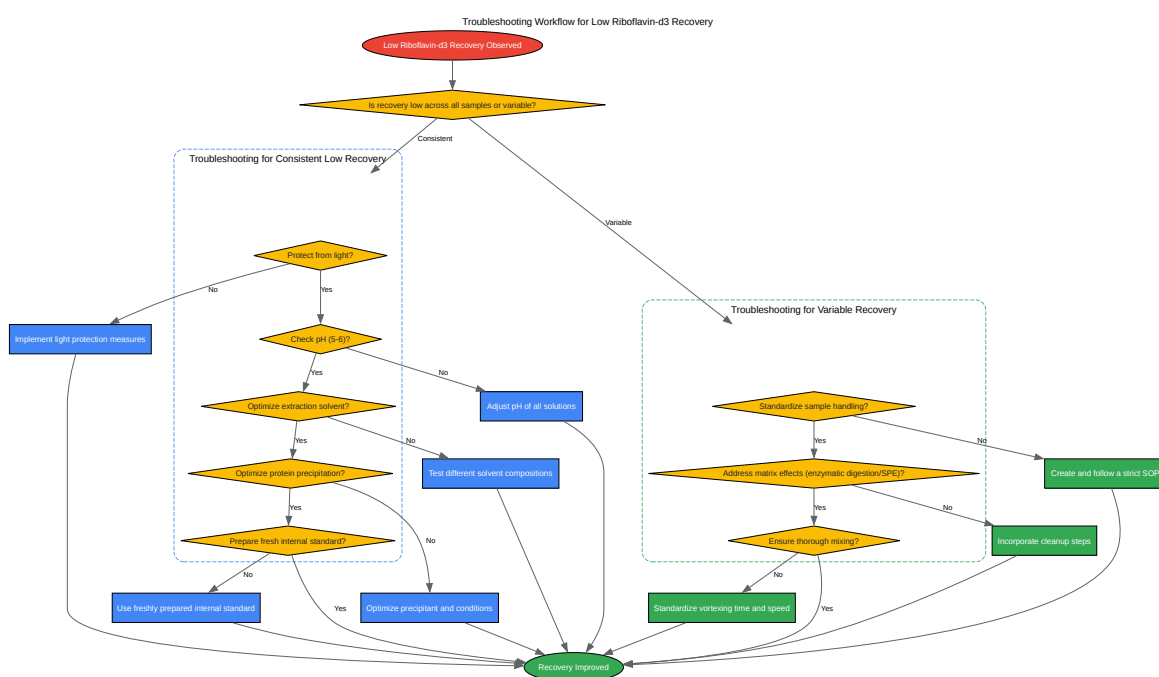 Troubleshooting Workflow for Low Riboflavin-d3 Recovery
Low Riboflavin-d3 Recovery Observed
Is recovery low across all samples or variable?
Consistent
Troubleshooting for Consistent Low Recovery
Variable
Protect from light?
No
Yes
Troubleshooting for Variable Recovery
Implement light protection measures
Check pH (5-6)?
Yes
No
Optimize extraction solvent?
Adjust pH of all solutions
Standardize sample handling?
Yes
No
Yes
No
Optimize protein precipitation?
Test different solvent compositions
Address matrix effects (enzymatic digestion/SPE)?
Create and follow a strict SOP
Yes
Yes
No
Prepare fresh internal standard?
No
Ensure thorough mixing?
Incorporate cleanup steps
No
No
Use freshly prepared internal standard
Yes
Optimize precipitant and conditions
Standardize vortexing time and speed
Yes
Recovery Improved